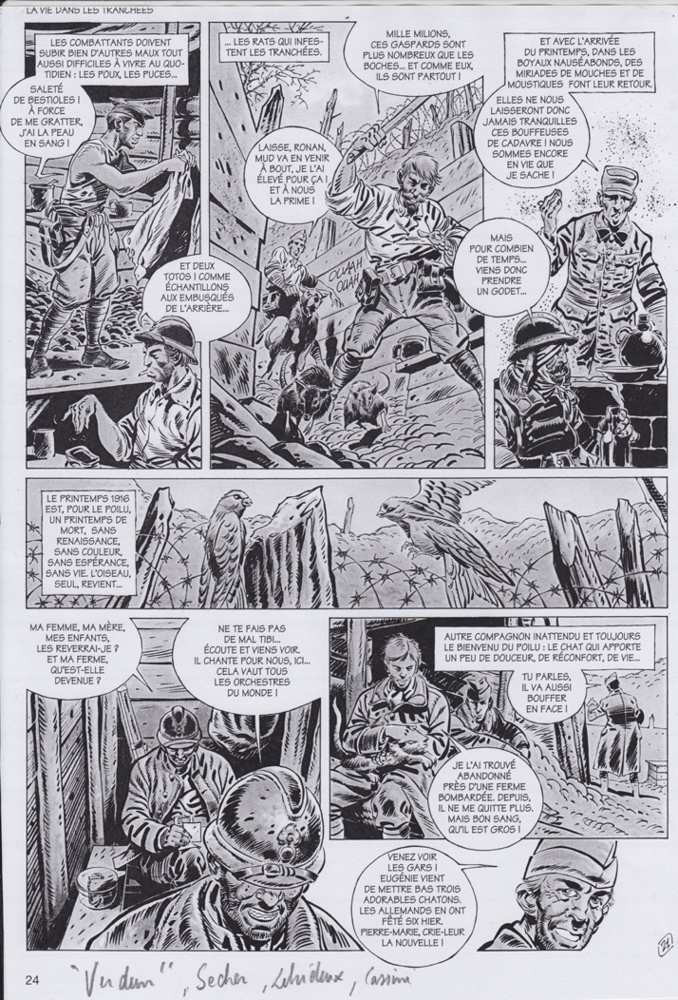 LA VIE DANS LES TRANCHÉES
LES COMBATTANTS DOIVENT
SUBIR BIEN D'AUTRES MAUX TOUT
AUSSI DIFFICILES À VIVRE AU QUO-
TIDIEN : LES POUX, LES PUCES...
SALETÉ
DE BESTIOLES !
À FORCE
DE ME GRATTER,
J'AI LA PEAU
EN SANG !
ET DEUX
TOTOS ! COMME
ÉCHANTILLONS
AUX EMBUSQUÉS
DE L'ARRIÈRE...
... LES RATS QUI INFES-
TENT LES TRANCHÉES.
MILLE MILIONS,
CES GASPARDS SONT
PLUS NOMBREUX QUE LES
BOCHES... ET COMME EUX,
ILS SONT PARTOUT !
LAISSE, RONAN,
MUD VA EN VENIR
À BOUT, JE L'AI
ÉLEVÉ POUR ÇA !
ET À NOUS
LA PRIME !
OUAAH
OUAH
ET AVEC L'ARRIVÉE
DU PRINTEMPS, DANS LES
BOYAUX NAUSÉABONDS, DES
MIRIADES DE MOUCHES ET DE
MOUSTIQUES FONT LEUR RETOUR.
ELLES NE NOUS
LAISSERONT DONC
JAMAIS TRANQUILLES
CES BOUFFEUSES
DE CADAVRE ! NOUS
SOMMES ENCORE
EN VIE QUE
JE SACHE !
MAIS
POUR COMBIEN
DE TEMPS...
VIENS DONC
PRENDRE
UN GODET...
LE PRINTEMPS 1916
EST, POUR LE POILU,
UN PRINTEMPS DE
MORT, SANS
RENAISSANCE,
SANS COULEUR,
SANS ESPÉRANCE,
SANS VIE. L'OISEAU,
SEUL, REVIENT...
MA FEMME, MA MÈRE,
MES ENFANTS,
LES REVERRAI-JE ?
ET MA FERME,
QU'EST-ELLE
DEVENUE ?
NE TE FAIS PAS
DE MAL TIBI...
ÉCOUTE ET VIENS VOIR.
IL CHANTE POUR NOUS, ICI...
CELA VAUT TOUS
LES ORCHESTRES
DU MONDE !
AUTRE COMPAGNON INATTENDU ET TOUJOURS
LE BIENVENU DU POILU : LE CHAT QUI APPORTE
UN PEU DE DOUCEUR, DE RÉCONFORT, DE VIE...
TU PARLES,
IL VA AUSSI
BOUFFER
EN FACE !
JE L'AI TROUVÉ
ABANDONNÉ
PRÈS D'UNE FERME
BOMBARDÉE. DEPUIS,
IL NE ME QUITTE PLUS.
MAIS BON SANG,
QU'IL EST GROS !
VENEZ VOIR
LES GARS !
EUGÉNIE VIENT
DE METTRE BAS TROIS
ADORABLES CHATONS.
LES ALLEMANDS EN ONT
FÊTÉ SIX HIER.
PIERRE-MARIE, CRIE-LEUR
LA NOUVELLE !
21
24
"Verdun", Secher, Lehideux, Cassini